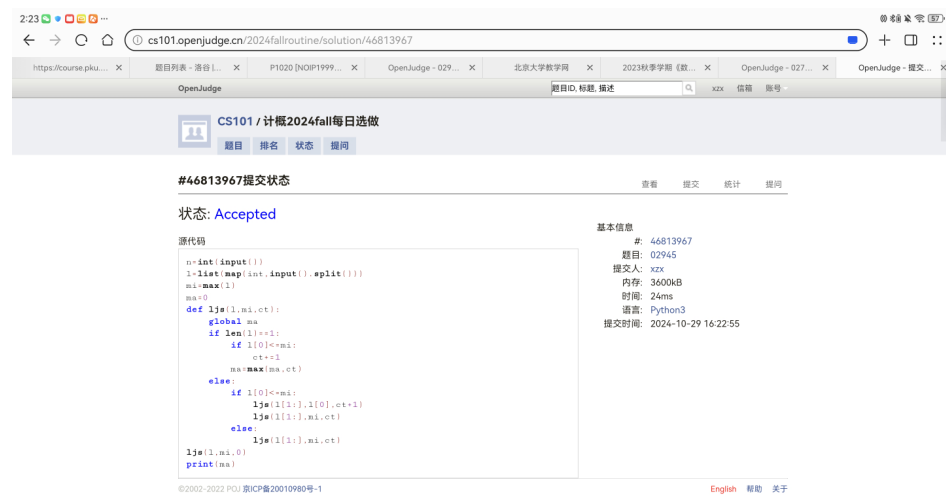 2:23
57
cs101.openjudge.cn/2024fallroutine/solution/46813967
https://course.pku.... 题目列表 - 洛谷 |... P1020 [NOIP1999... OpenJudge - 029... 北京大学教学网 2023秋季学期《数... OpenJudge - 027... OpenJudge - 提交...
OpenJudge 题目ID, 标题, 描述 xzx 信箱 账号
CS101 / 计概2024fall每日选做
题目 排名 状态 提问
#46813967提交状态 查看 提交 统计 提问
状态: Accepted
源代码
n=int(input())
l=list(map(int,input().split()))
mi=max(l)
ma=0
def ljs(l,mi,ct):
    global ma
    if len(l)==1:
        if l[0]<=mi:
            ct+=1
        ma=max(ma,ct)
    else:
        if l[0]<=mi:
            ljs(l[1:],l[0],ct+1)
            ljs(l[1:],mi,ct)
        else:
            ljs(l[1:],mi,ct)
ljs(l,mi,0)
print(ma)
基本信息
#: 46813967
题目: 02945
提交人: xzx
内存: 3600kB
时间: 24ms
语言: Python3
提交时间: 2024-10-29 16:22:55
©2002-2022 POJ 京ICP备20010980号-1 English 帮助 关于